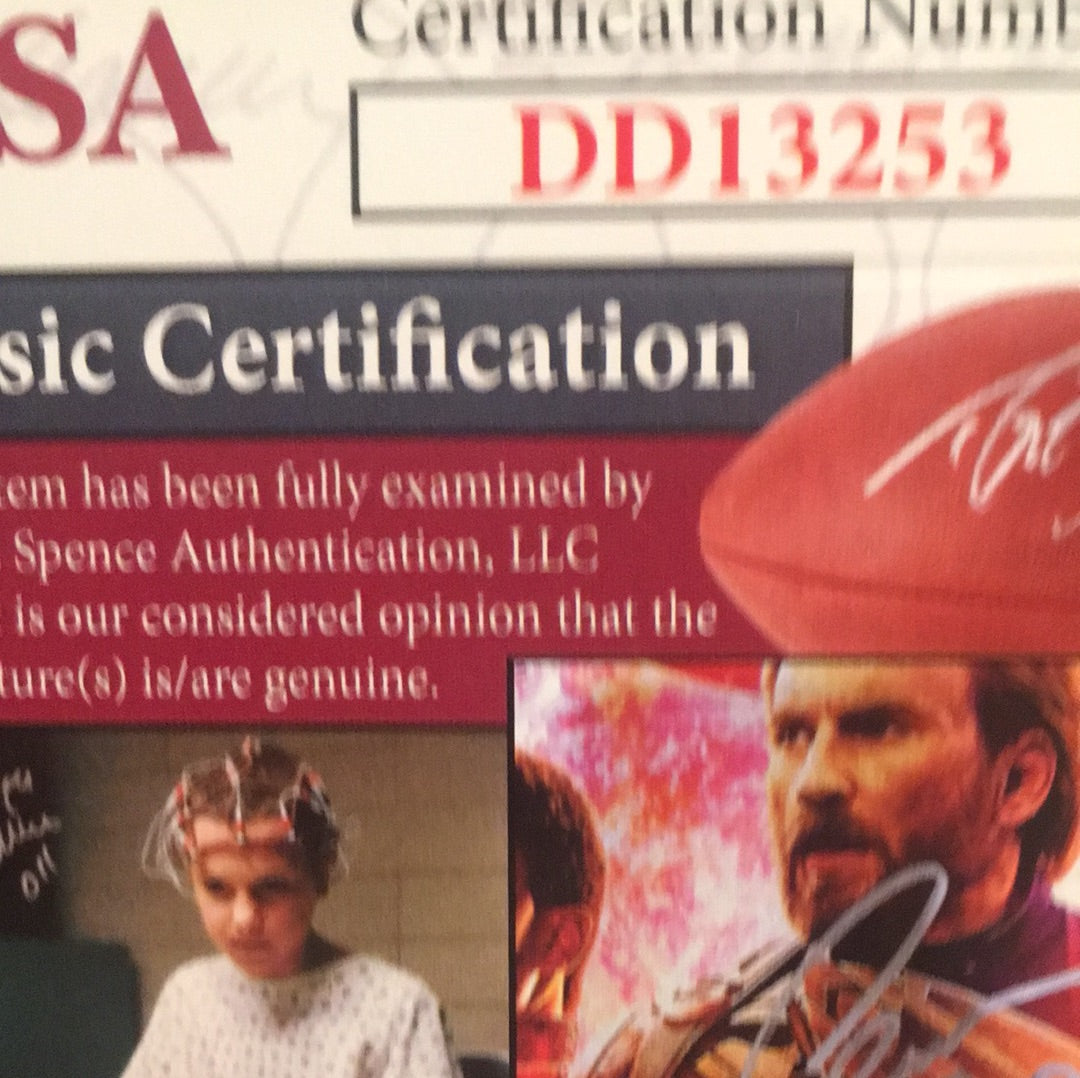 SA
Certification Numb
DD13253
sic Certification
tem has been fully examined by
Spence Authentication, LLC
is our considered opinion that the
ture(s) is/are genuine.
all